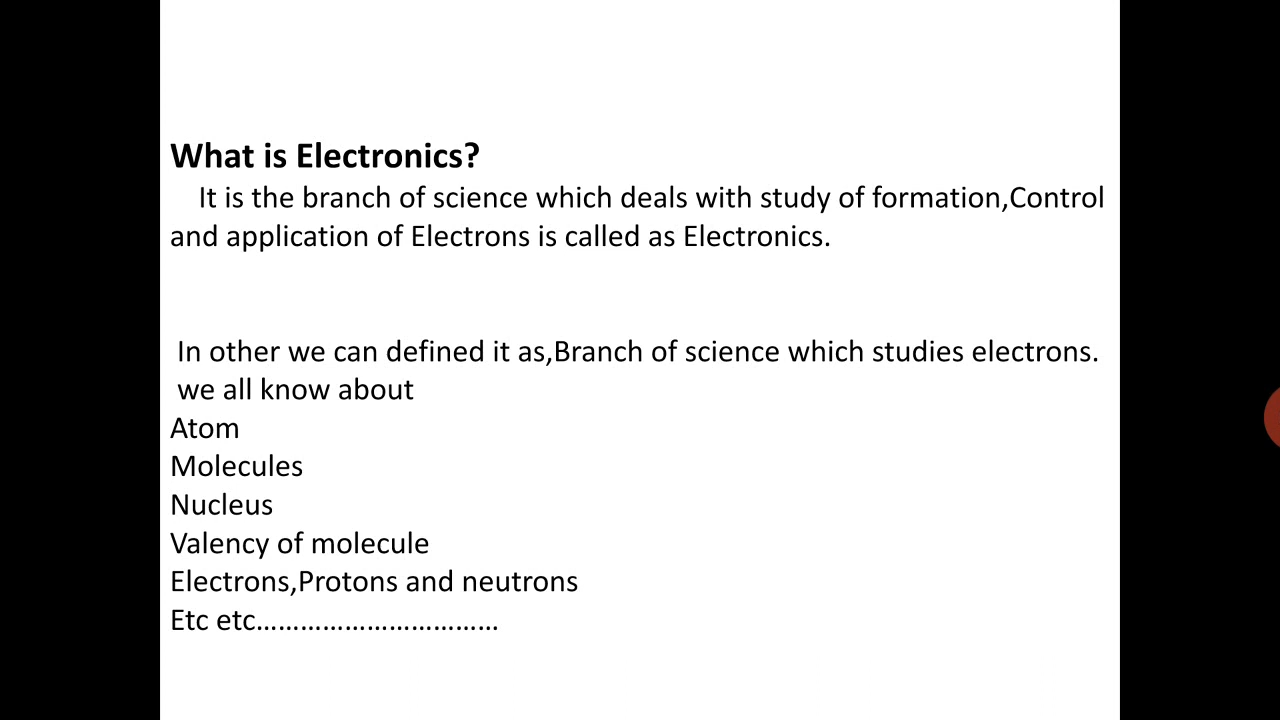 What is Electronics?
It is the branch of science which deals with study of formation,Control
and application of Electrons is called as Electronics.
In other we can defined it as,Branch of science which studies electrons.
we all know about
Atom
Molecules
Nucleus
Valency of molecule
Electrons,Protons and neutrons
Etc etc……………………………